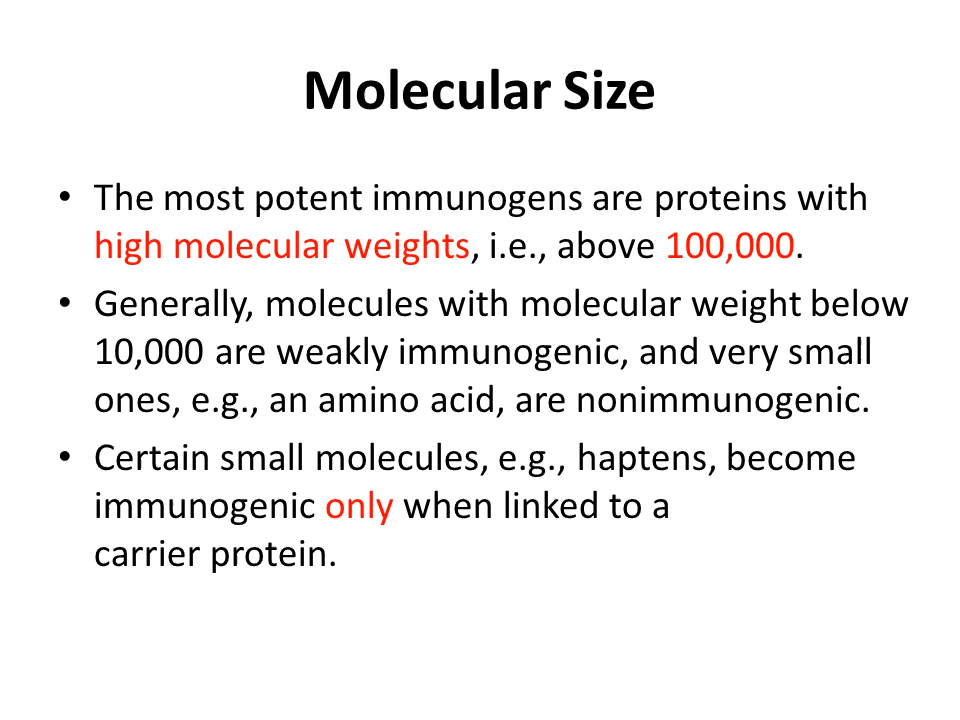 Molecular Size
• The most potent immunogens are proteins with
high molecular weights, i.e., above 100,000.
• Generally, molecules with molecular weight below
10,000 are weakly immunogenic, and very small
ones, e.g., an amino acid, are nonimmunogenic.
• Certain small molecules, e.g., haptens, become
immunogenic only when linked to a
carrier protein.